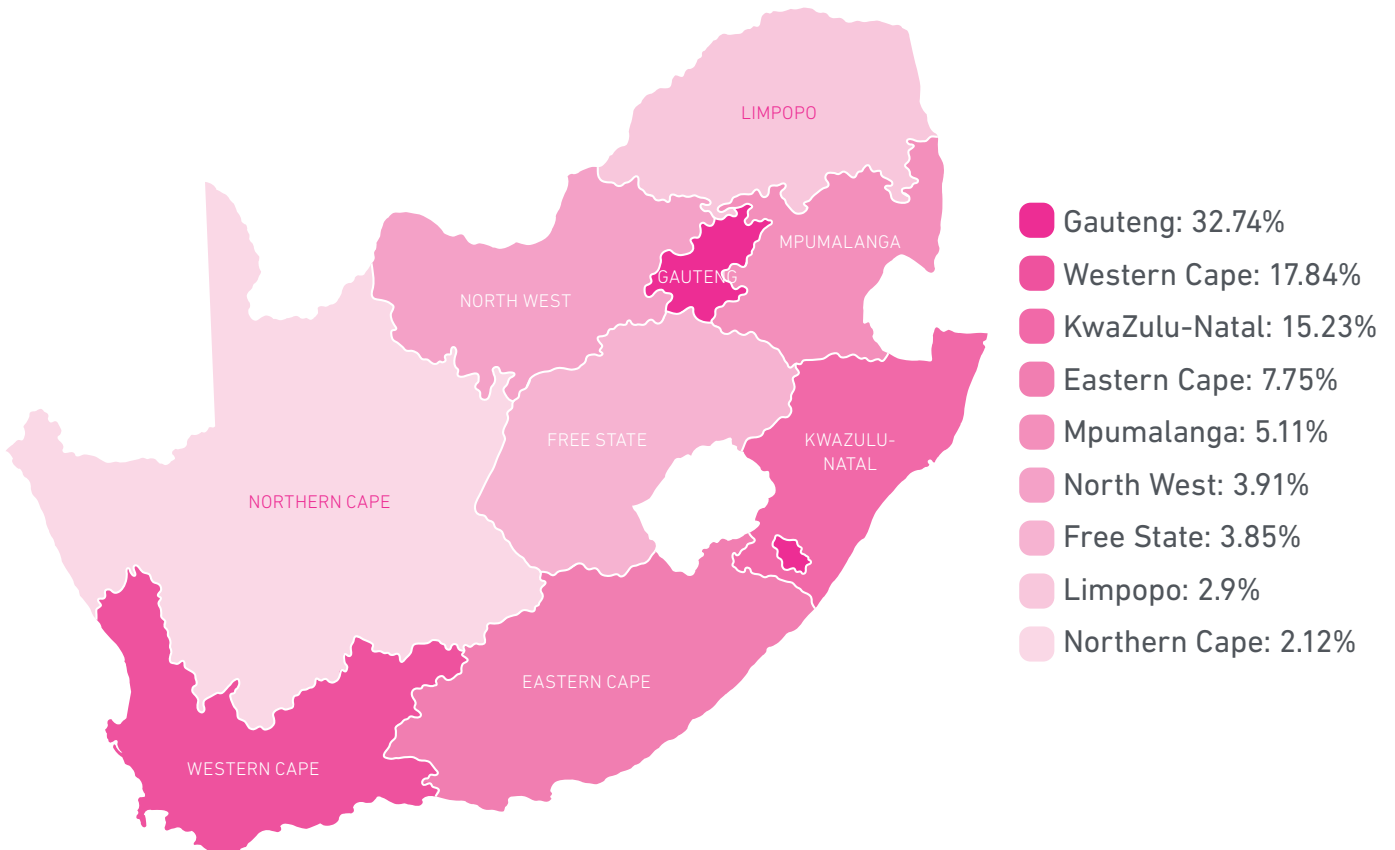 LIMPOPO
MPUMALANGA
GAUTENG
NORTH WEST
FREE STATE
KWAZULU-
NATAL
NORTHERN CAPE
EASTERN CAPE
WESTERN CAPE
Gauteng: 32.74%
Western Cape: 17.84%
KwaZulu-Natal: 15.23%
Eastern Cape: 7.75%
Mpumalanga: 5.11%
North West: 3.91%
Free State: 3.85%
Limpopo: 2.9%
Northern Cape: 2.12%